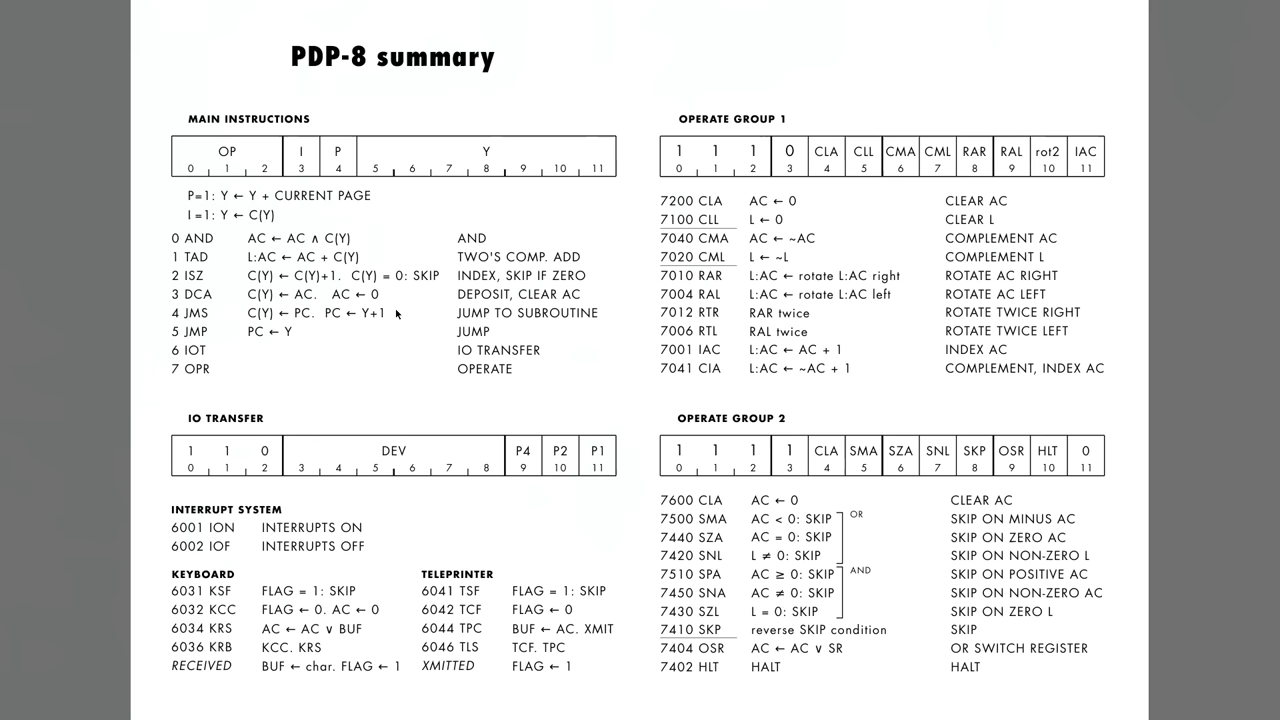 PDP-8 summary
MAIN INSTRUCTIONS
OP I P Y
0 1 2 3 4 5 6 7 8 9 10 11
P=1: Y ← Y + CURRENT PAGE
I=1: Y ← C(Y)
0 AND AC ← AC ∧ C(Y) AND
1 TAD L:AC ← AC + C(Y) TWO'S COMP. ADD
2 ISZ C(Y) ← C(Y)+1. C(Y) = 0: SKIP INDEX, SKIP IF ZERO
3 DCA C(Y) ← AC. AC ← 0 DEPOSIT, CLEAR AC
4 JMS C(Y) ← PC. PC ← Y+1 JUMP TO SUBROUTINE
5 JMP PC ← Y JUMP
6 IOT IO TRANSFER
7 OPR OPERATE
OPERATE GROUP 1
1 1 1 0 CLA CLL CMA CML RAR RAL rot2 IAC
0 1 2 3 4 5 6 7 8 9 10 11
7200 CLA AC ← 0 CLEAR AC
7100 CLL L ← 0 CLEAR L
7040 CMA AC ← ~AC COMPLEMENT AC
7020 CML L ← ~L COMPLEMENT L
7010 RAR L:AC ← rotate L:AC right ROTATE AC RIGHT
7004 RAL L:AC ← rotate L:AC left ROTATE AC LEFT
7012 RTR RAR twice ROTATE TWICE RIGHT
7006 RTL RAL twice ROTATE TWICE LEFT
7001 IAC L:AC ← AC + 1 INDEX AC
7041 CIA L:AC ← ~AC + 1 COMPLEMENT, INDEX AC
IO TRANSFER
1 1 0 DEV P4 P2 P1
0 1 2 3 4 5 6 7 8 9 10 11
INTERRUPT SYSTEM
6001 ION INTERRUPTS ON
6002 IOF INTERRUPTS OFF
KEYBOARD
6031 KSF FLAG = 1: SKIP
6032 KCC FLAG ← 0. AC ← 0
6034 KRS AC ← AC ∨ BUF
6036 KRB KCC. KRS
RECEIVED BUF ← char. FLAG ← 1
TELEPRINTER
6041 TSF FLAG = 1: SKIP
6042 TCF FLAG ← 0
6044 TPC BUF ← AC. XMIT
6046 TLS TCF. TPC
XMITTED FLAG ← 1
OPERATE GROUP 2
1 1 1 1 CLA SMA SZA SNL SKP OSR HLT 0
0 1 2 3 4 5 6 7 8 9 10 11
7600 CLA AC ← 0 CLEAR AC
7500 SMA AC < 0: SKIP OR SKIP ON MINUS AC
7440 SZA AC = 0: SKIP SKIP ON ZERO AC
7420 SNL L ≠ 0: SKIP SKIP ON NON-ZERO L
7510 SPA AC ≥ 0: SKIP AND SKIP ON POSITIVE AC
7450 SNA AC ≠ 0: SKIP SKIP ON NON-ZERO AC
7430 SZL L = 0: SKIP SKIP ON ZERO L
7410 SKP reverse SKIP condition SKIP
7404 OSR AC ← AC ∨ SR OR SWITCH REGISTER
7402 HLT HALT HALT